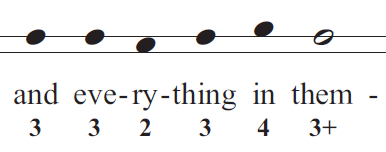 and eve-ry-thing in them -
3 3 2 3 4 3+